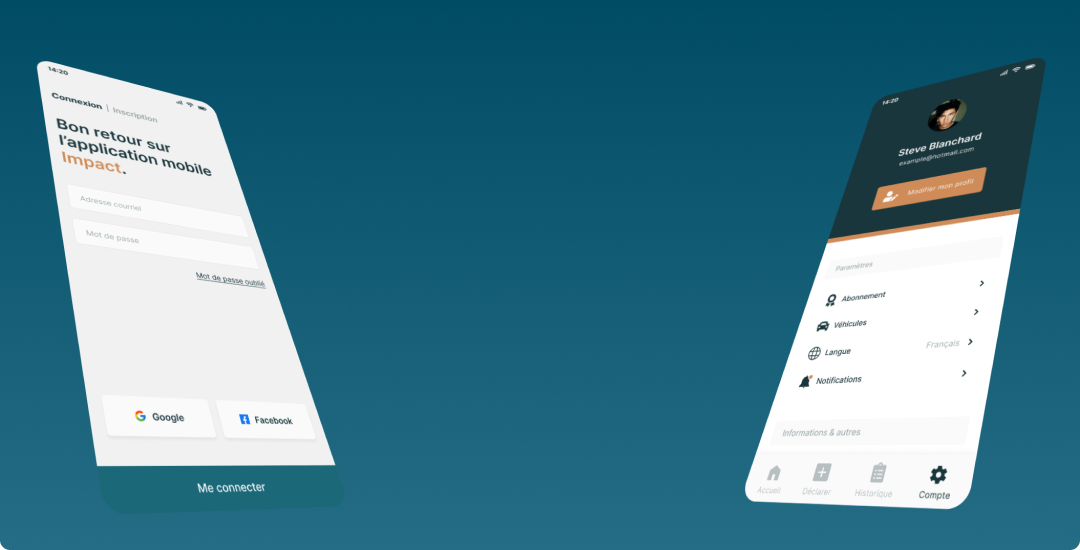 14:20
Connexion | Inscription
Bon retour sur
l'application mobile
Impact.
Adresse courriel
Mot de passe
Mot de passe oublié
Google
Facebook
Me connecter
14:20
Steve Blanchard
example@hotmail.com
Modifier mon profil
Paramètres
Abonnement
Véhicules
Langue Français
Notifications
Informations & autres
Accueil Déclarer Historique Compte